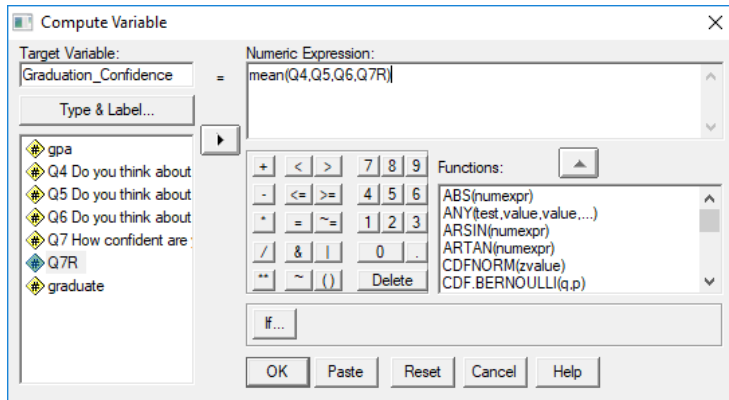 Compute Variable
Target Variable:
Graduation_Confidence
=
Numeric Expression:
mean(Q4,Q5,Q6,Q7R)
Type & Label...
gpa
Q4 Do you think about
Q5 Do you think about
Q6 Do you think about
Q7 How confident are
Q7R
graduate
+ < > 7 8 9
- <= >= 4 5 6
* = ~= 1 2 3
/ & | 0 .
** ~ () Delete
Functions:
ABS(numexpr)
ANY(test,value,value,...)
ARSIN(numexpr)
ARTAN(numexpr)
CDFNORM(zvalue)
CDF.BERNOULLI(q,p)
If...
OK Paste Reset Cancel Help